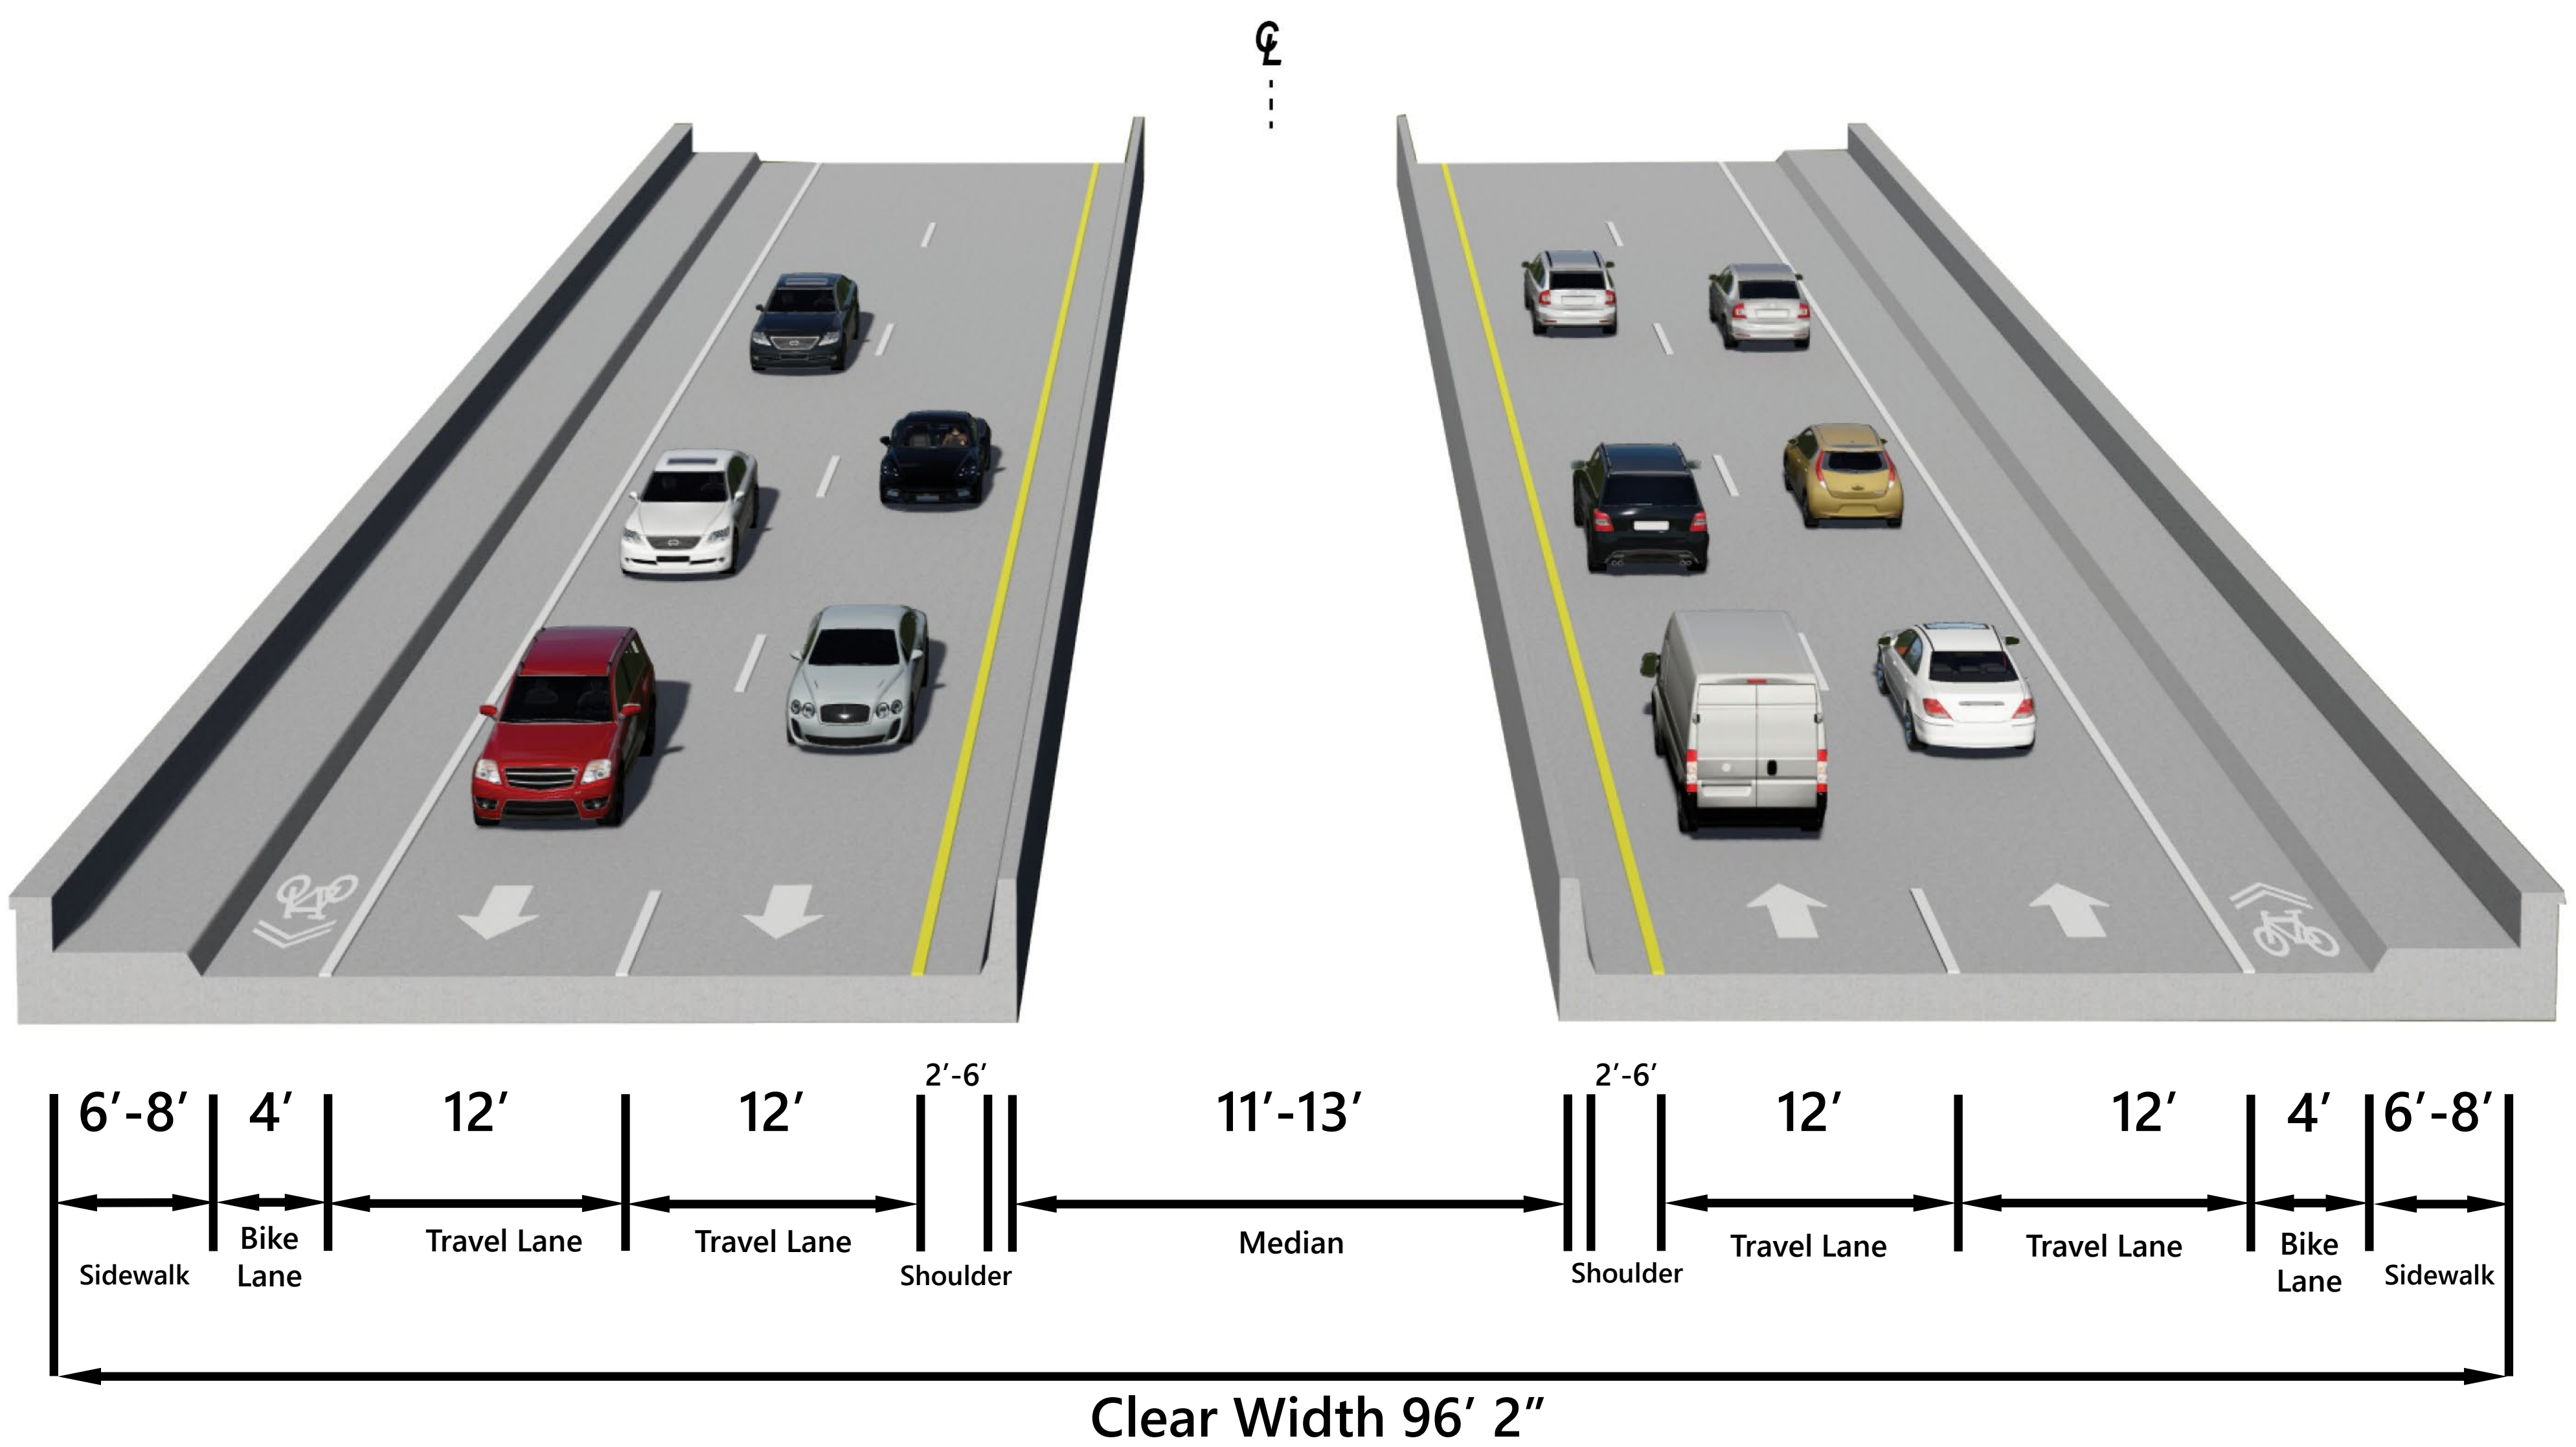 ℄
2’-6’
2’-6’
6’-8’ 4’ 12’ 12’ 11’-13’ 12’ 12’ 4’ 6’-8’
Sidewalk
Bike
Lane
Travel Lane
Travel Lane
Shoulder
Median
Shoulder
Travel Lane
Travel Lane
Bike
Lane
Sidewalk
Clear Width 96’ 2”